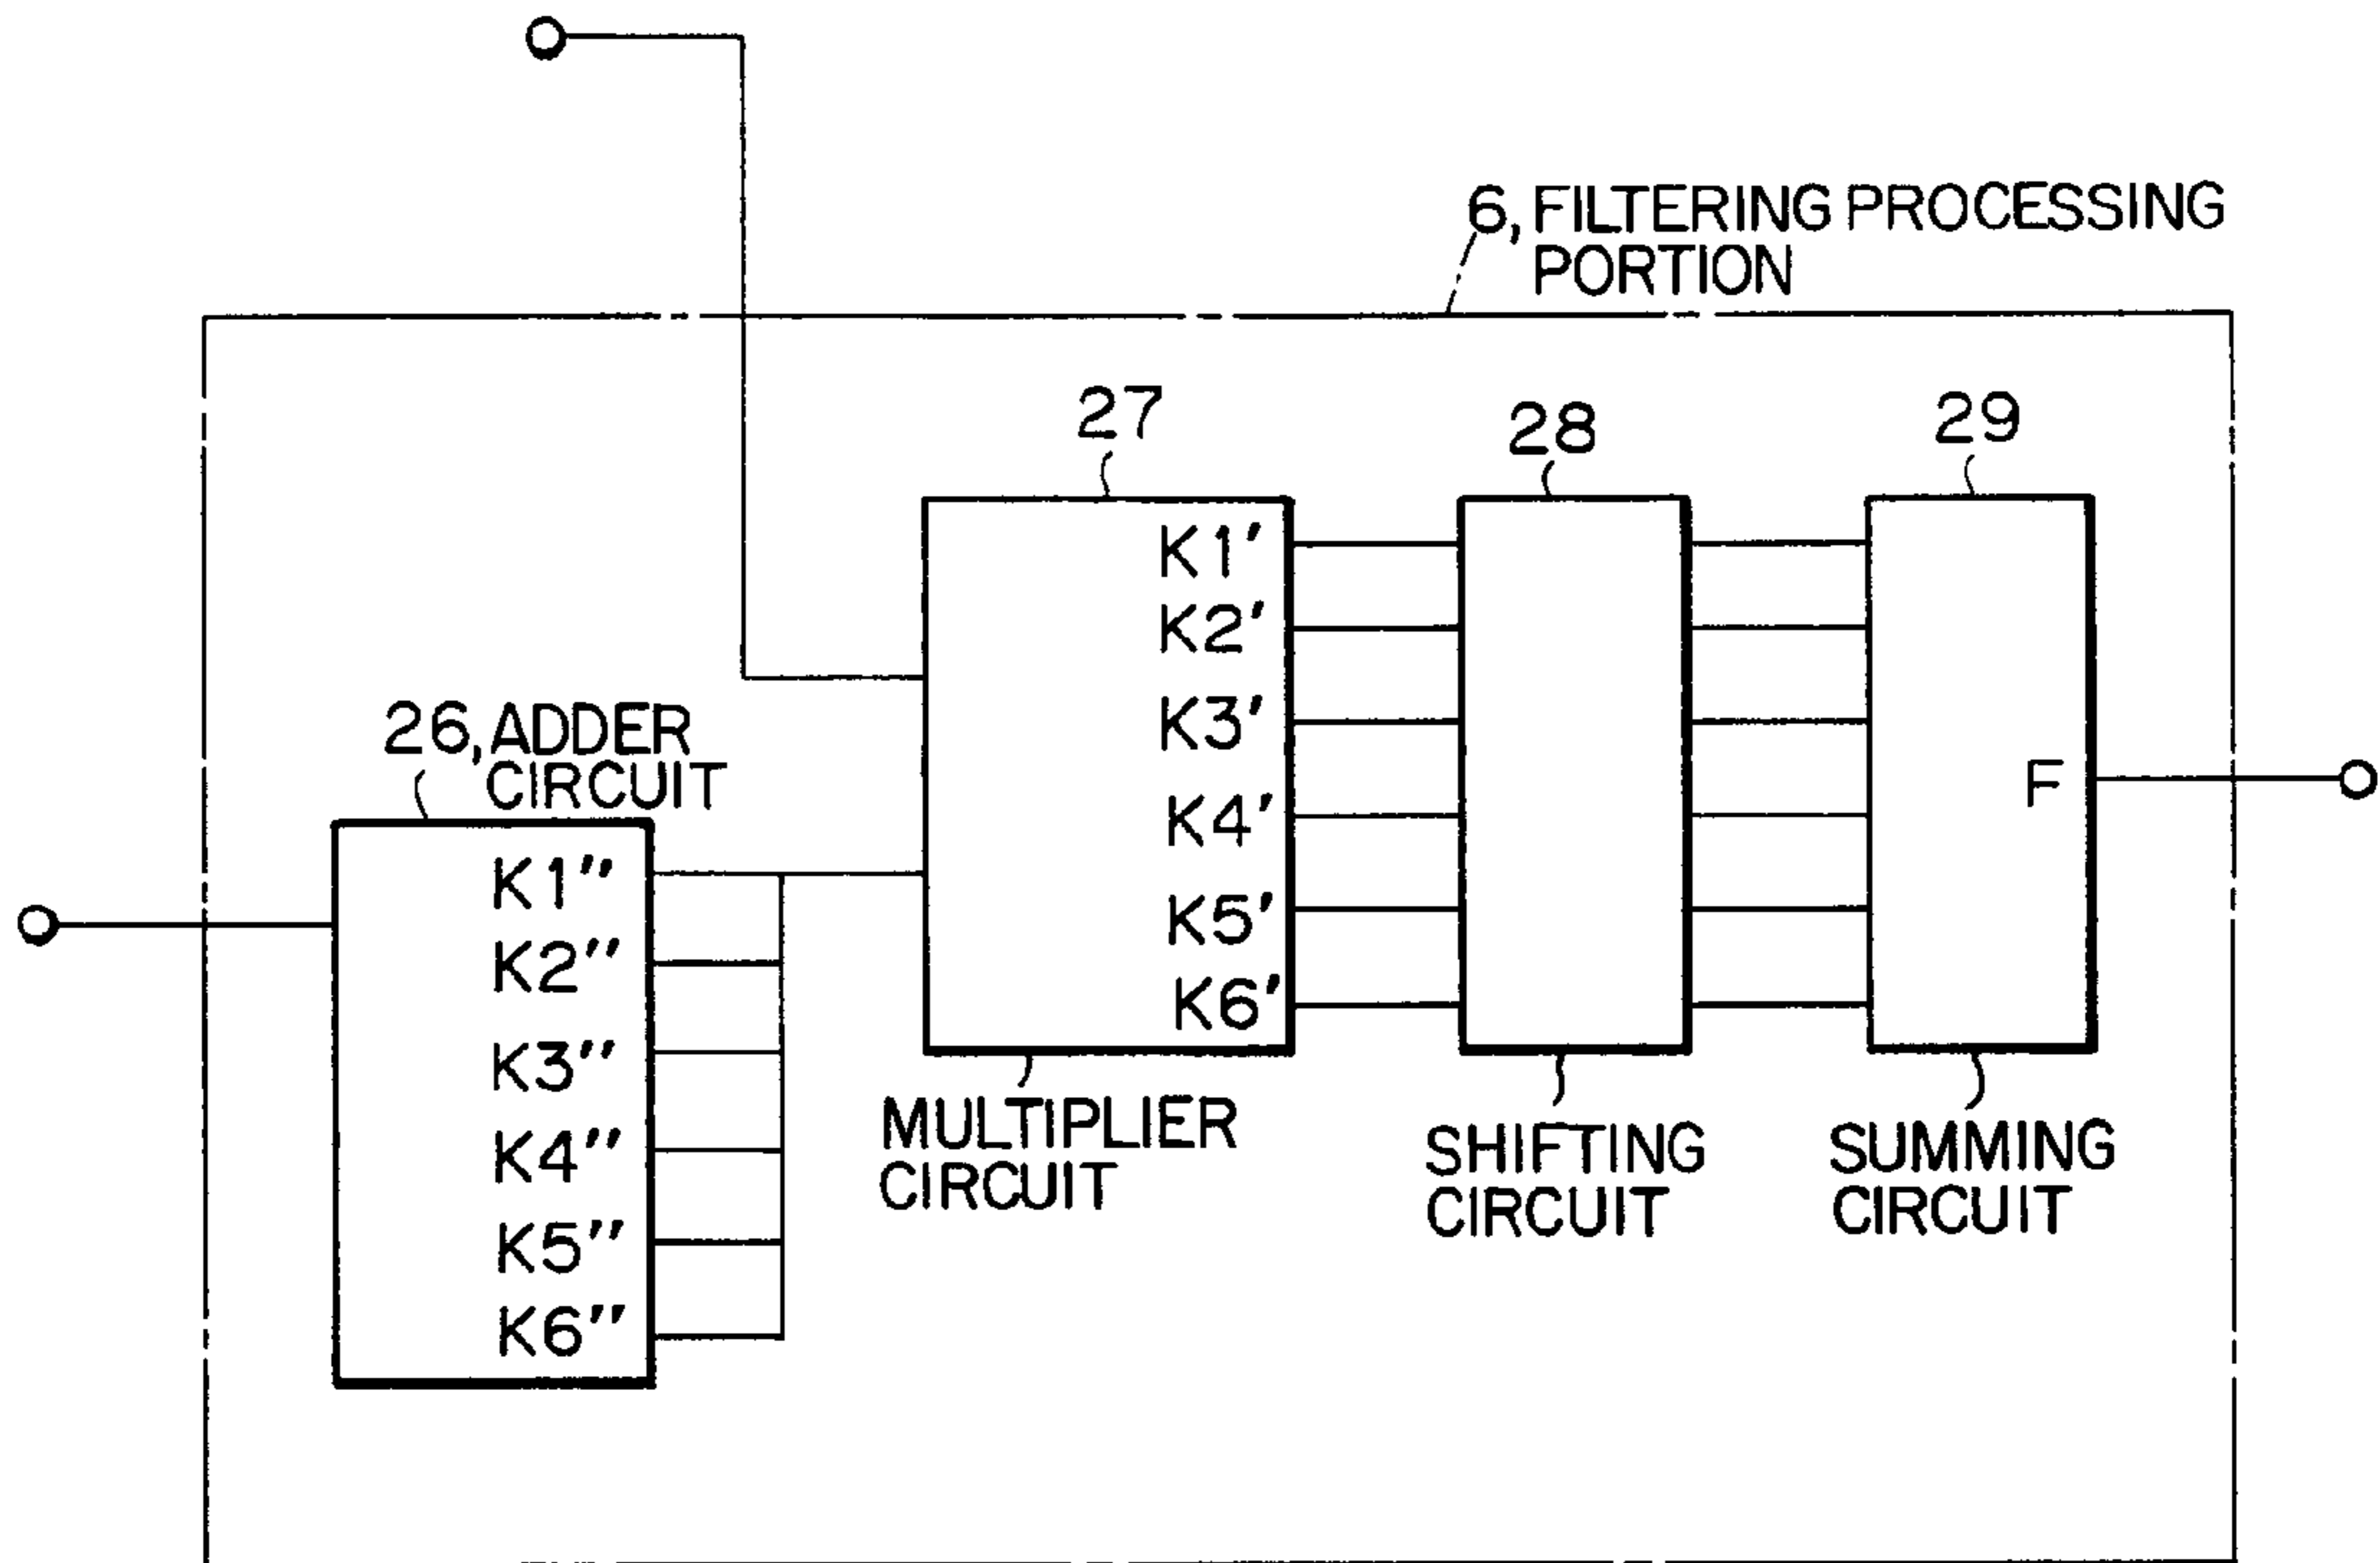 6, FILTERING PROCESSING
PORTION
27
28
29
K1'
K2'
K3'
K4'
K5'
K6'
F
26, ADDER
CIRCUIT
K1"
K2"
K3"
K4"
K5"
K6"
MULTIPLIER
CIRCUIT
SHIFTING
CIRCUIT
SUMMING
CIRCUIT